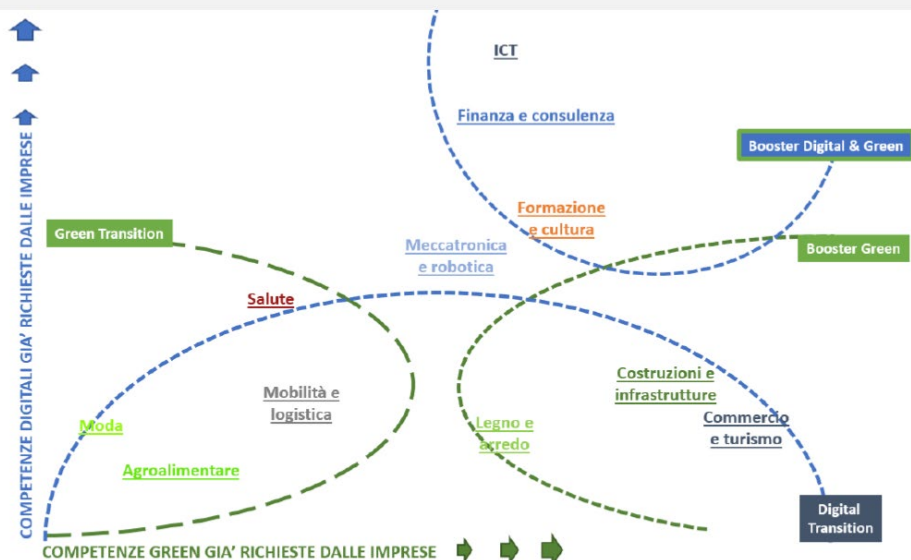 ICT
Finanza e consulenza
Booster Digital & Green
Formazione
e cultura
Green Transition
Meccatronica
e robotica
Booster Green
Salute
Mobilità e
logistica
Costruzioni e
infrastrutture
Moda
Legno e
arredo
Commercio
e turismo
Agroalimentare
Digital
Transition
COMPETENZE DIGITALI GIA' RICHIESTE DALLE IMPRESE
COMPETENZE GREEN GIA' RICHIESTE DALLE IMPRESE